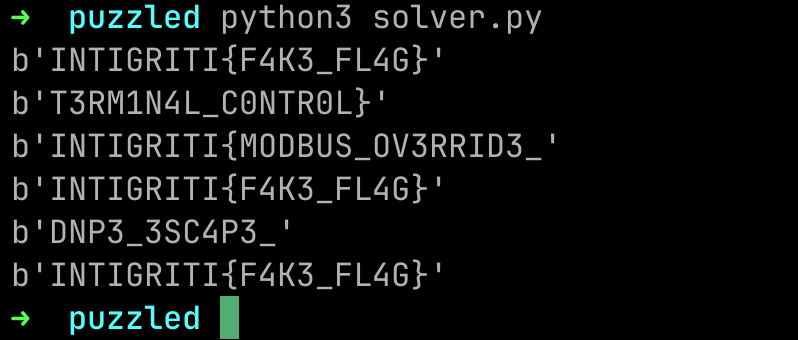 ➜  puzzled python3 solver.py
b'INTIGRITI{F4K3_FL4G}'
b'T3RM1N4L_C0NTR0L}'
b'INTIGRITI{MODBUS_OV3RRID3_'
b'INTIGRITI{F4K3_FL4G}'
b'DNP3_3SC4P3_'
b'INTIGRITI{F4K3_FL4G}'
➜  puzzled